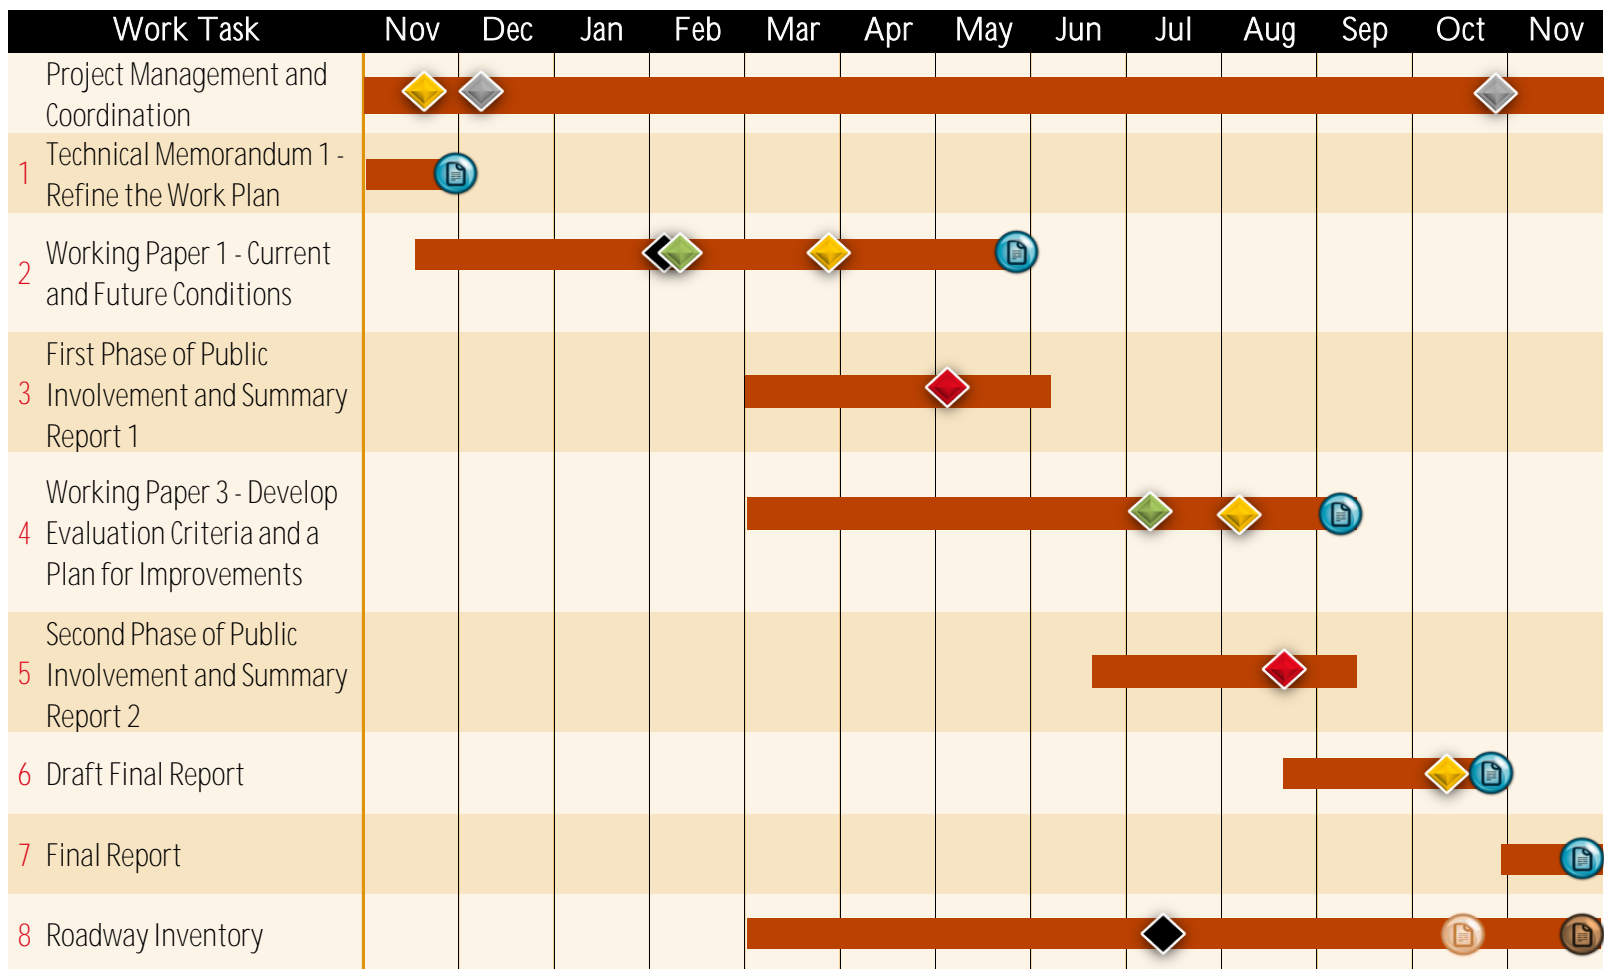 Work Task Nov Dec Jan Feb Mar Apr May Jun Jul Aug Sep Oct Nov
Project Management and
Coordination
1 Technical Memorandum 1 -
Refine the Work Plan
2 Working Paper 1 - Current
and Future Conditions
3 First Phase of Public
Involvement and Summary
Report 1
4 Working Paper 3 - Develop
Evaluation Criteria and a
Plan for Improvements
5 Second Phase of Public
Involvement and Summary
Report 2
6 Draft Final Report
7 Final Report
8 Roadway Inventory